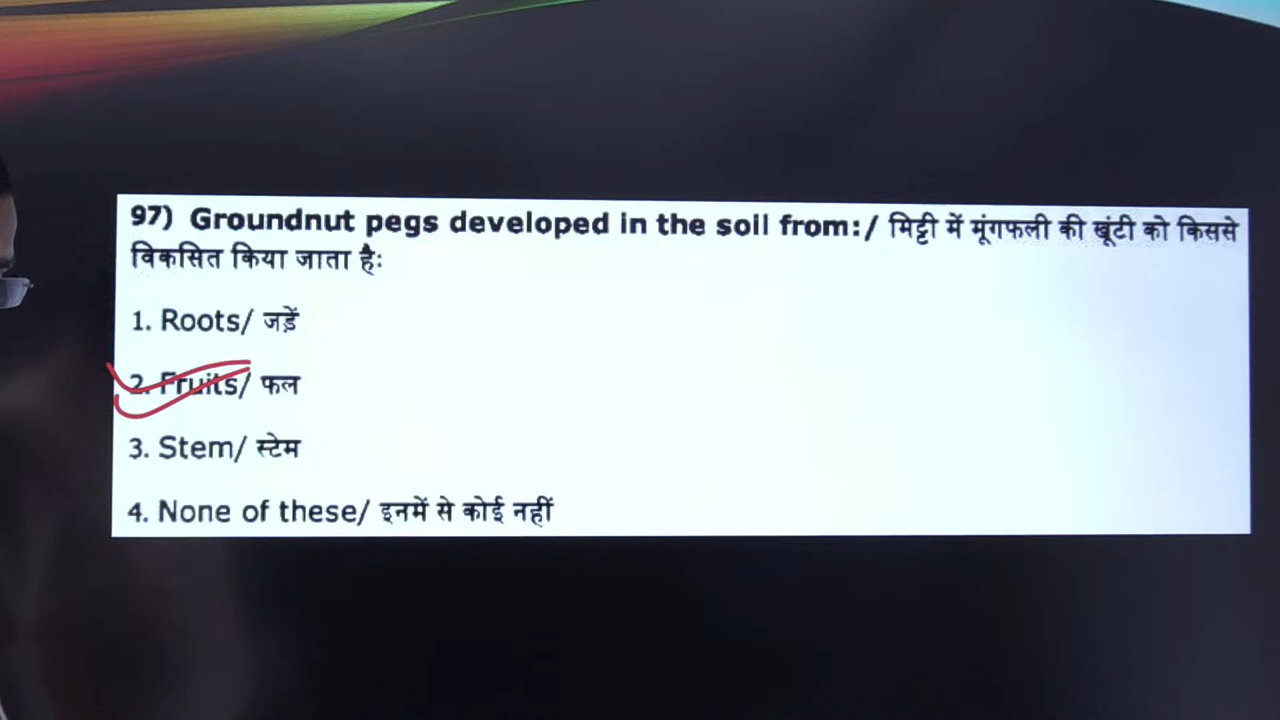 97) Groundnut pegs developed in the soil from:/ मिट्टी में मूंगफली की खूंटी को किससे
विकसित किया जाता है:
1. Roots/ जड़ें
2. Fruits/ फल
3. Stem/ स्टेम
4. None of these/ इनमें से कोई नहीं